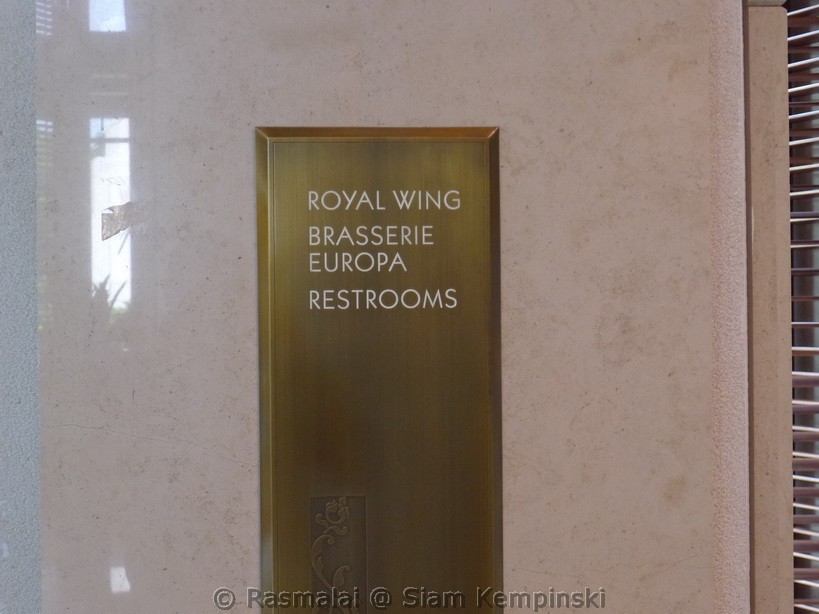 ROYAL WING
BRASSERIE
EUROPA
RESTROOMS
© Rasmalai @ Siam Kempinski